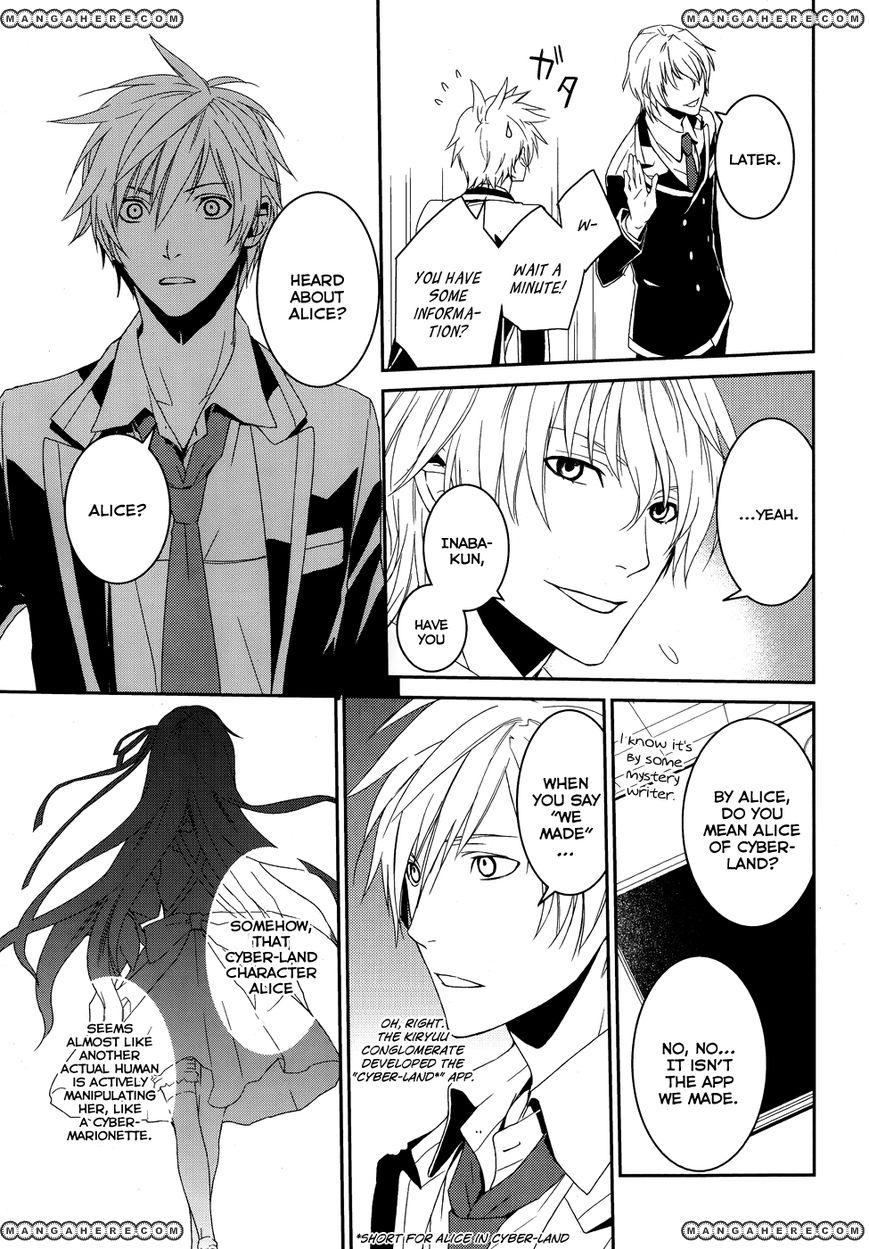 MANGAHERE.COM
MANGAHERE.COM
LATER.
ガタ
W-
WAIT A
MINUTE!
YOU HAVE
SOME
INFORMA-
TION?
...YEAH.
INABA-
KUN,
HAVE
YOU
HEARD
ABOUT
ALICE?
ALICE?
BY ALICE,
DO YOU
MEAN ALICE
OF CYBER-
LAND?
I know it's
By some
mystery
writer.
NO, NO...
IT ISN'T
THE APP
WE MADE.
WHEN
YOU SAY
"WE
MADE"
...
OH, RIGHT.
THE KIRYUU
CONGLOMERATE
DEVELOPED THE
"CYBER-LAND*" APP.
SOMEHOW,
THAT
CYBER-LAND
CHARACTER
ALICE
SEEMS
ALMOST LIKE
ANOTHER
ACTUAL HUMAN
IS ACTIVELY
MANIPULATING
HER, LIKE
A CYBER-
MARIONETTE.
*SHORT FOR ALICE IN CYBER-LAND
MANGAHERE.COM
MANGAHERE.COM